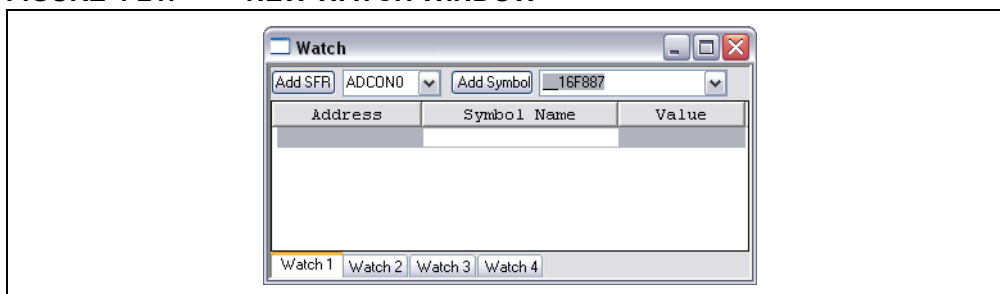 Watch
Add SFR ADCON0 Add Symbol __16F887
Address Symbol Name Value
Watch 1 Watch 2 Watch 3 Watch 4